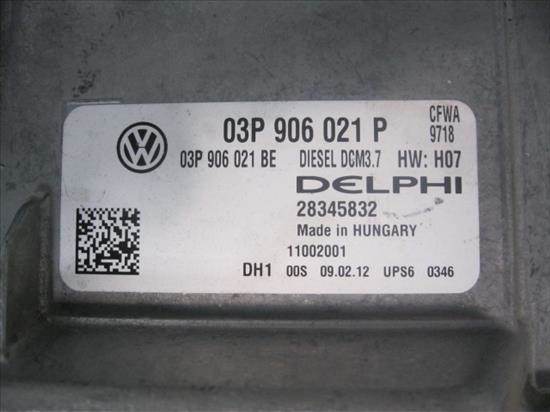 03P 906 021 P CFWA
9718
03P 906 021 BE DIESEL DCM3.7 HW: H07
DELPHI
28345832
Made in HUNGARY
11002001
DH1 00S 09.02.12 UPS6 0346